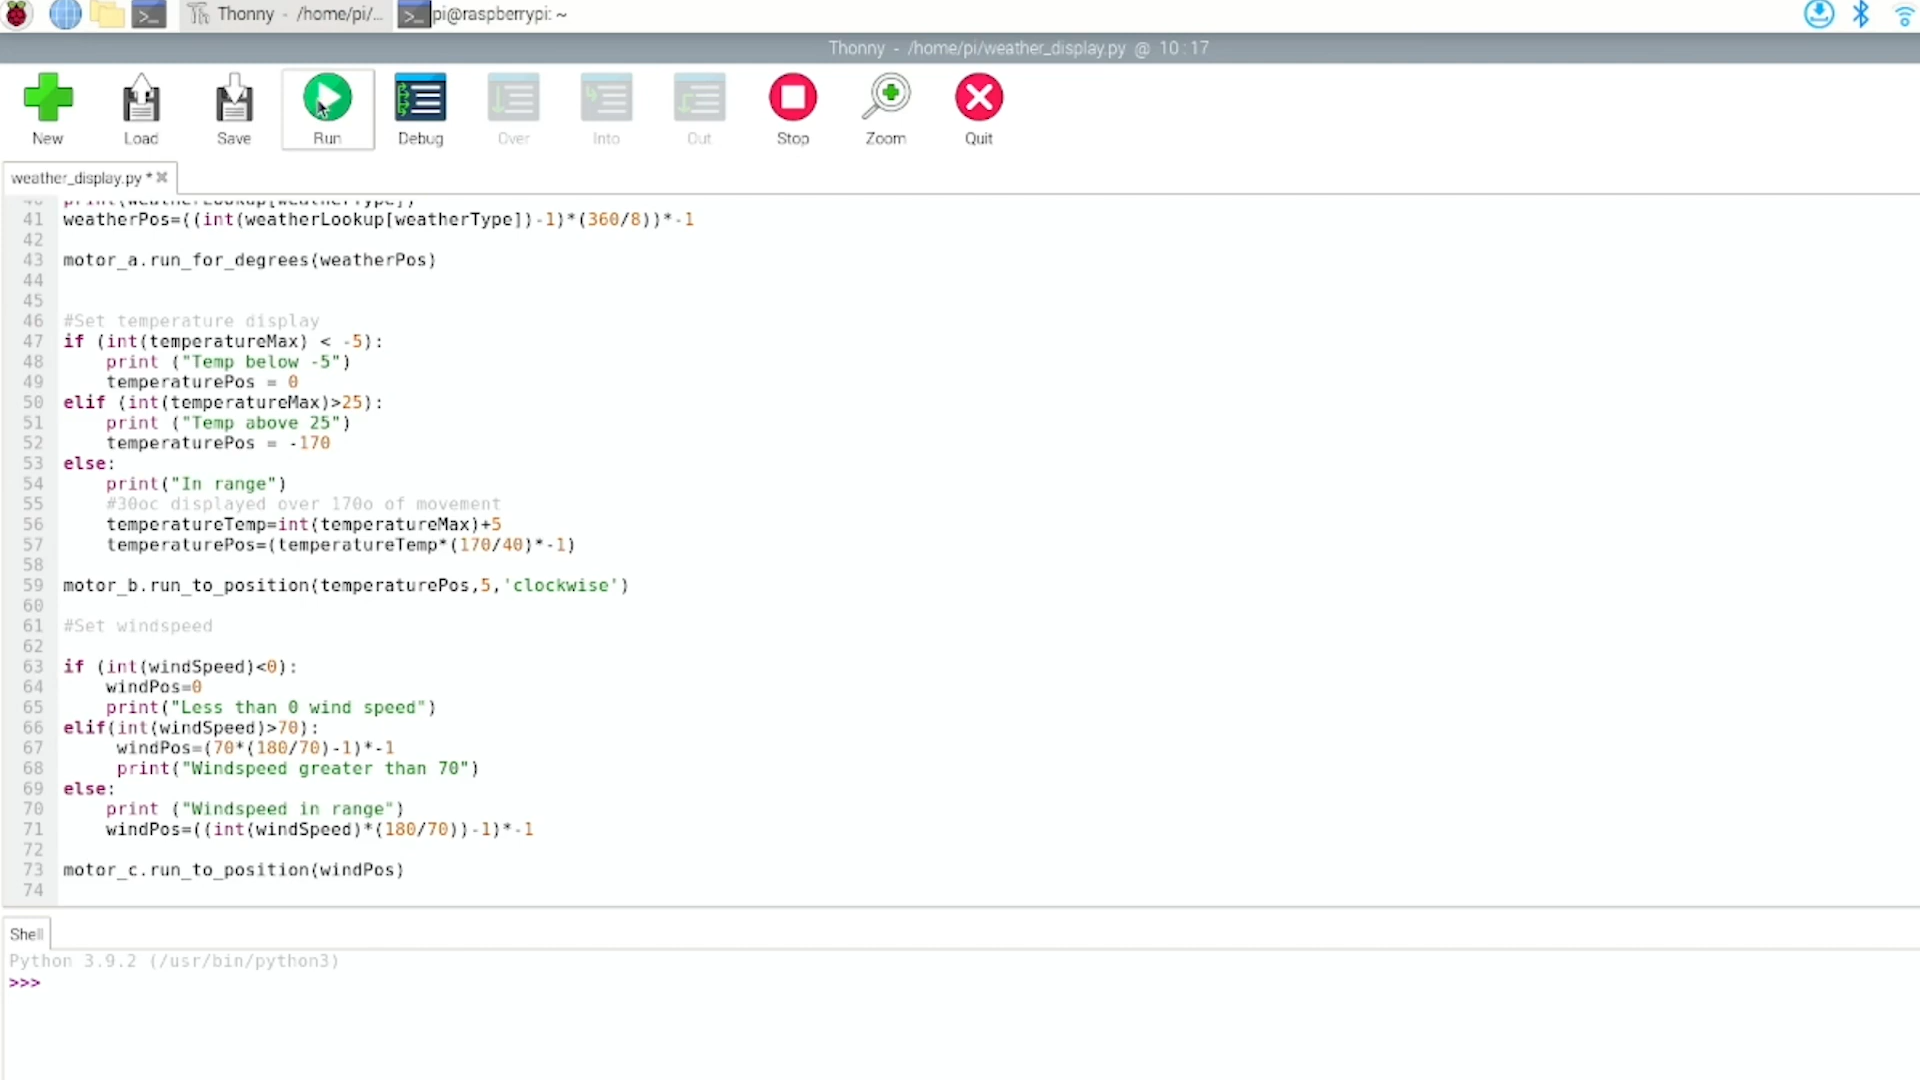 Thonny - /home/pi/... pi@raspberrypi: ~
Thonny - /home/pi/weather_display.py @ 10:17
New Load Save Run Debug Over Into Out Stop Zoom Quit
weather_display.py *
40 print(weatherLookup[weatherType])
41 weatherPos=((int(weatherLookup[weatherType])-1)*(360/8))*-1
42
43 motor_a.run_for_degrees(weatherPos)
44
45
46 #Set temperature display
47 if (int(temperatureMax) < -5):
48     print ("Temp below -5")
49     temperaturePos = 0
50 elif (int(temperatureMax)>25):
51     print ("Temp above 25")
52     temperaturePos = -170
53 else:
54     print("In range")
55     #30oc displayed over 170o of movement
56     temperatureTemp=int(temperatureMax)+5
57     temperaturePos=(temperatureTemp*(170/40)*-1)
58
59 motor_b.run_to_position(temperaturePos,5,'clockwise')
60
61 #Set windspeed
62
63 if (int(windSpeed)<0):
64     windPos=0
65     print("Less than 0 wind speed")
66 elif(int(windSpeed)>70):
67      windPos=(70*(180/70)-1)*-1
68      print("Windspeed greater than 70")
69 else:
70     print ("Windspeed in range")
71     windPos=((int(windSpeed)*(180/70))-1)*-1
72
73 motor_c.run_to_position(windPos)
74
Shell
Python 3.9.2 (/usr/bin/python3)
>>>